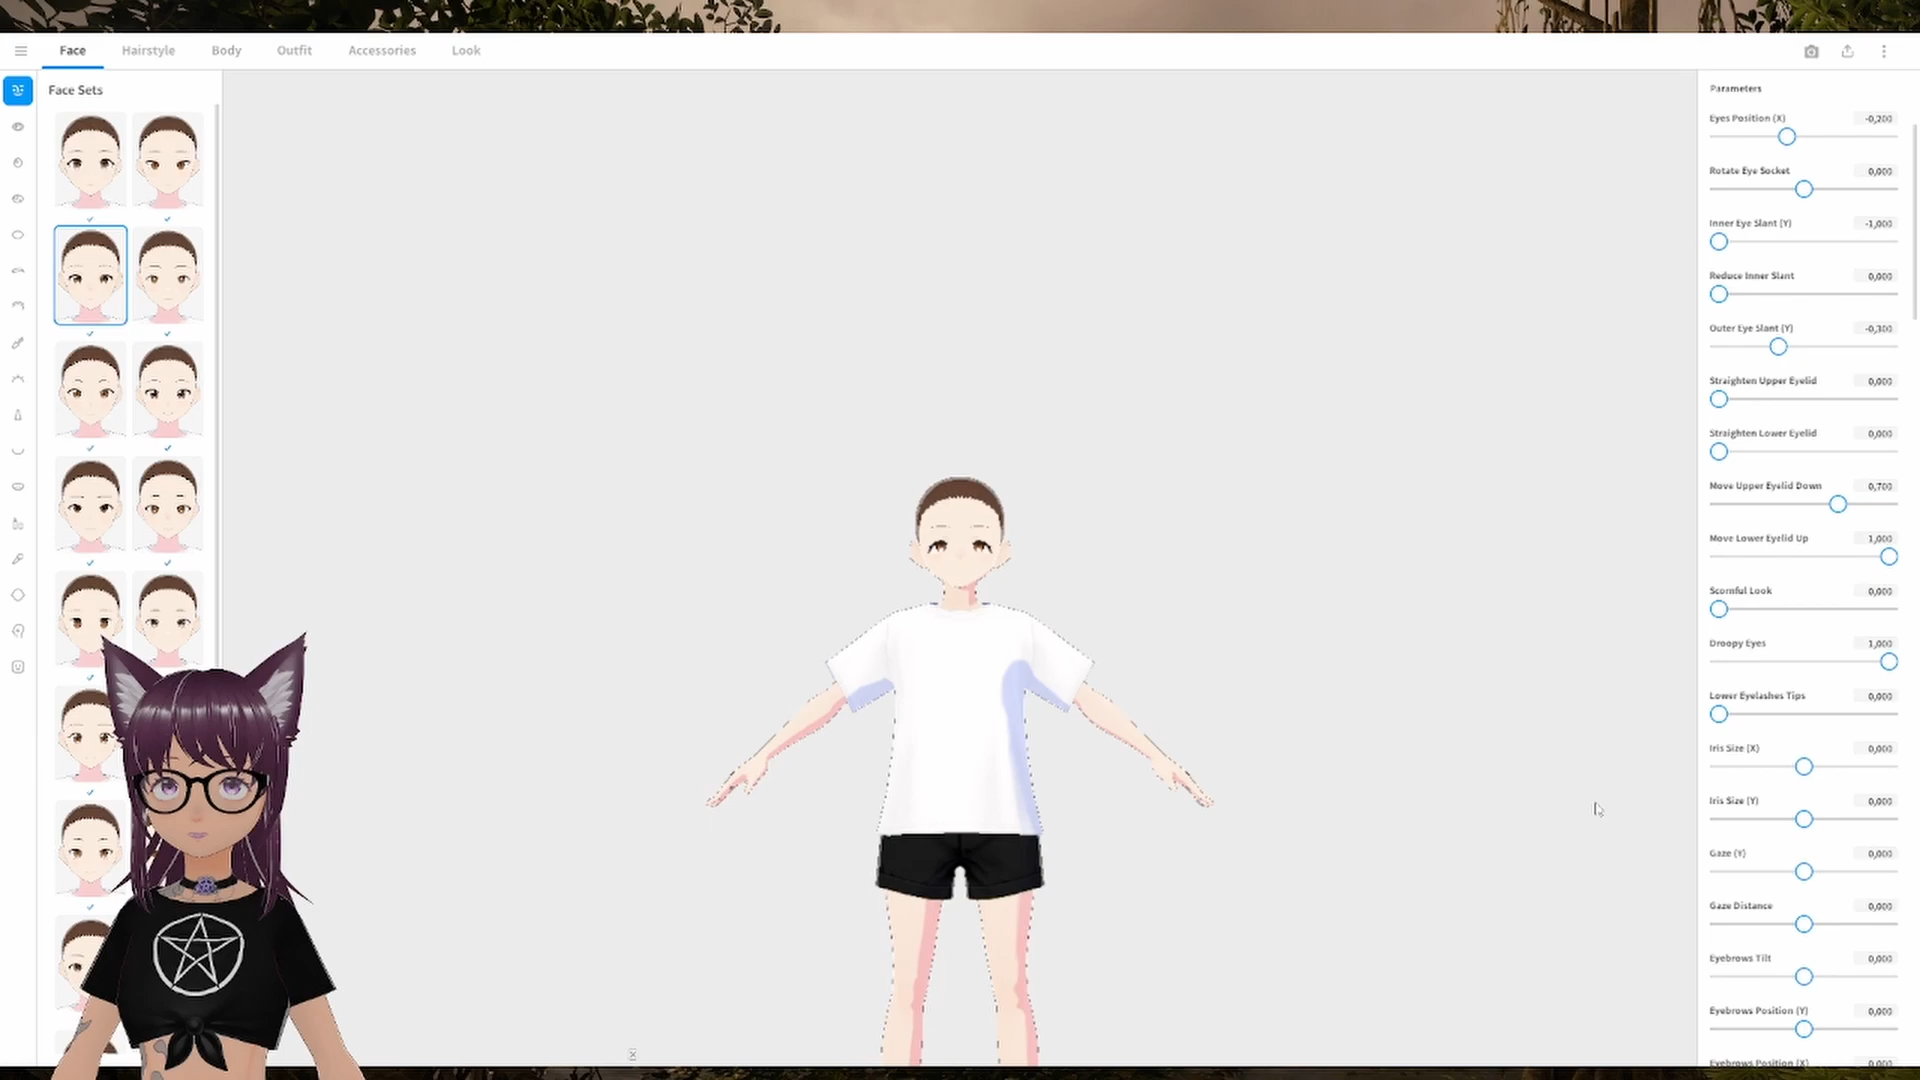 Face Hairstyle Body Outfit Accessories Look
Face Sets
Parameters
Eyes Position (X) -0,200
Rotate Eye Socket 0,000
Inner Eye Slant (Y) -1,000
Reduce Inner Slant 0,000
Outer Eye Slant (Y) -0,300
Straighten Upper Eyelid 0,000
Straighten Lower Eyelid 0,000
Move Upper Eyelid Down 0,700
Move Lower Eyelid Up 1,000
Scornful Look 0,000
Droopy Eyes 1,000
Lower Eyelashes Tips 0,000
Iris Size (X) 0,000
Iris Size (Y) 0,000
Gaze (Y) 0,000
Gaze Distance 0,000
Eyebrows Tilt 0,000
Eyebrows Position (Y) 0,000
Eyebrows Position (X) 0,000